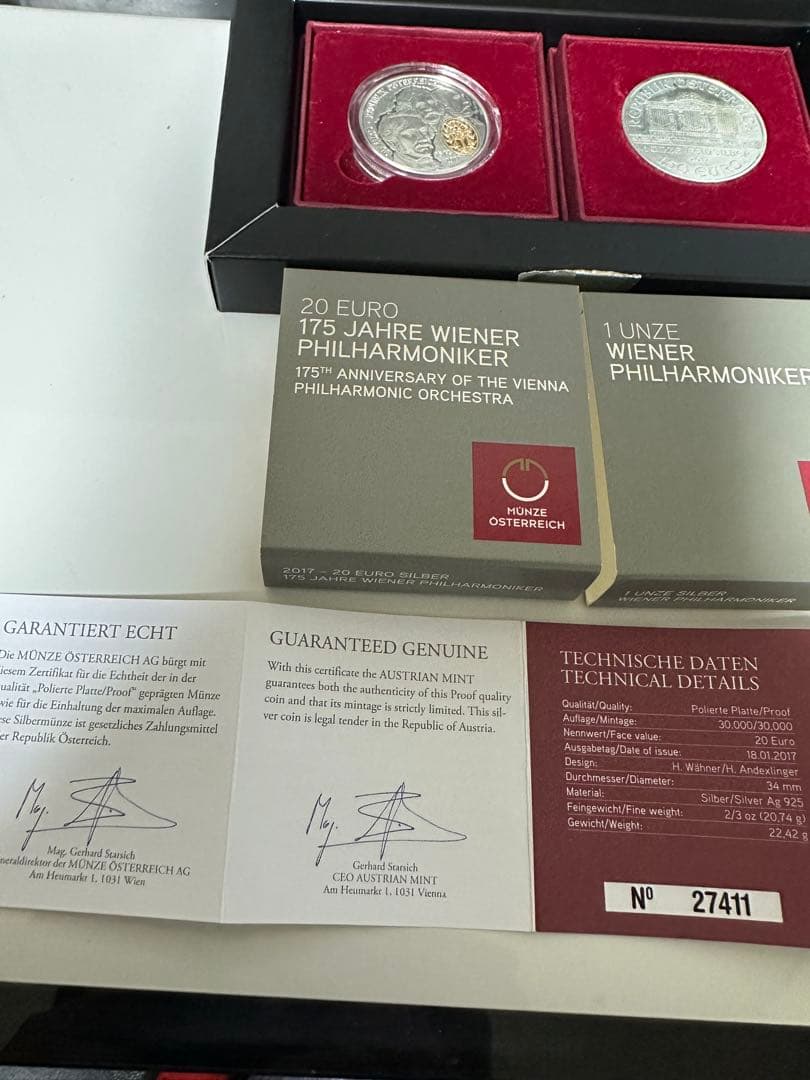 REPUBLIK ÖSTERREICH
20 EURO
175 JAHRE WIENER
PHILHARMONIKER
175TH ANNIVERSARY OF THE VIENNA
PHILHARMONIC ORCHESTRA
MÜNZE
ÖSTERREICH
2017 – 20 EURO SILBER
175 JAHRE WIENER PHILHARMONIKER
1 UNZE
WIENER
PHILHARMONIKER
1 UNZE SILBER
WIENER PHILHARMONIKER
GARANTIERT ECHT
Die MÜNZE ÖSTERREICH AG bürgt mit
iesem Zertifikat für die Echtheit der in der
ualität „Polierte Platte/Proof“ geprägten Münze
wie für die Einhaltung der maximalen Auflage.
ese Silbermünze ist gesetzliches Zahlungsmittel
er Republik Österreich.
Mag. Gerhard Starsich
neraldirektor der MÜNZE ÖSTERREICH AG
Am Heumarkt 1, 1031 Wien
GUARANTEED GENUINE
With this certificate the AUSTRIAN MINT
guarantees both the authenticity of this Proof quality
coin and that its mintage is strictly limited. This sil-
ver coin is legal tender in the Republic of Austria.
Gerhard Starsich
CEO AUSTRIAN MINT
Am Heumarkt 1, 1031 Vienna
TECHNISCHE DATEN
TECHNICAL DETAILS
Qualität/Quality: Polierte Platte/Proof
Auflage/Mintage: 30.000/30,000
Nennwert/Face value: 20 Euro
Ausgabetag/Date of issue: 18.01.2017
Design: H. Wähner/H. Andexlinger
Durchmesser/Diameter: 34 mm
Material: Silber/Silver Ag 925
Feingewicht/Fine weight: 2/3 oz (20,74 g)
Gewicht/Weight: 22,42 g
Nº 27411